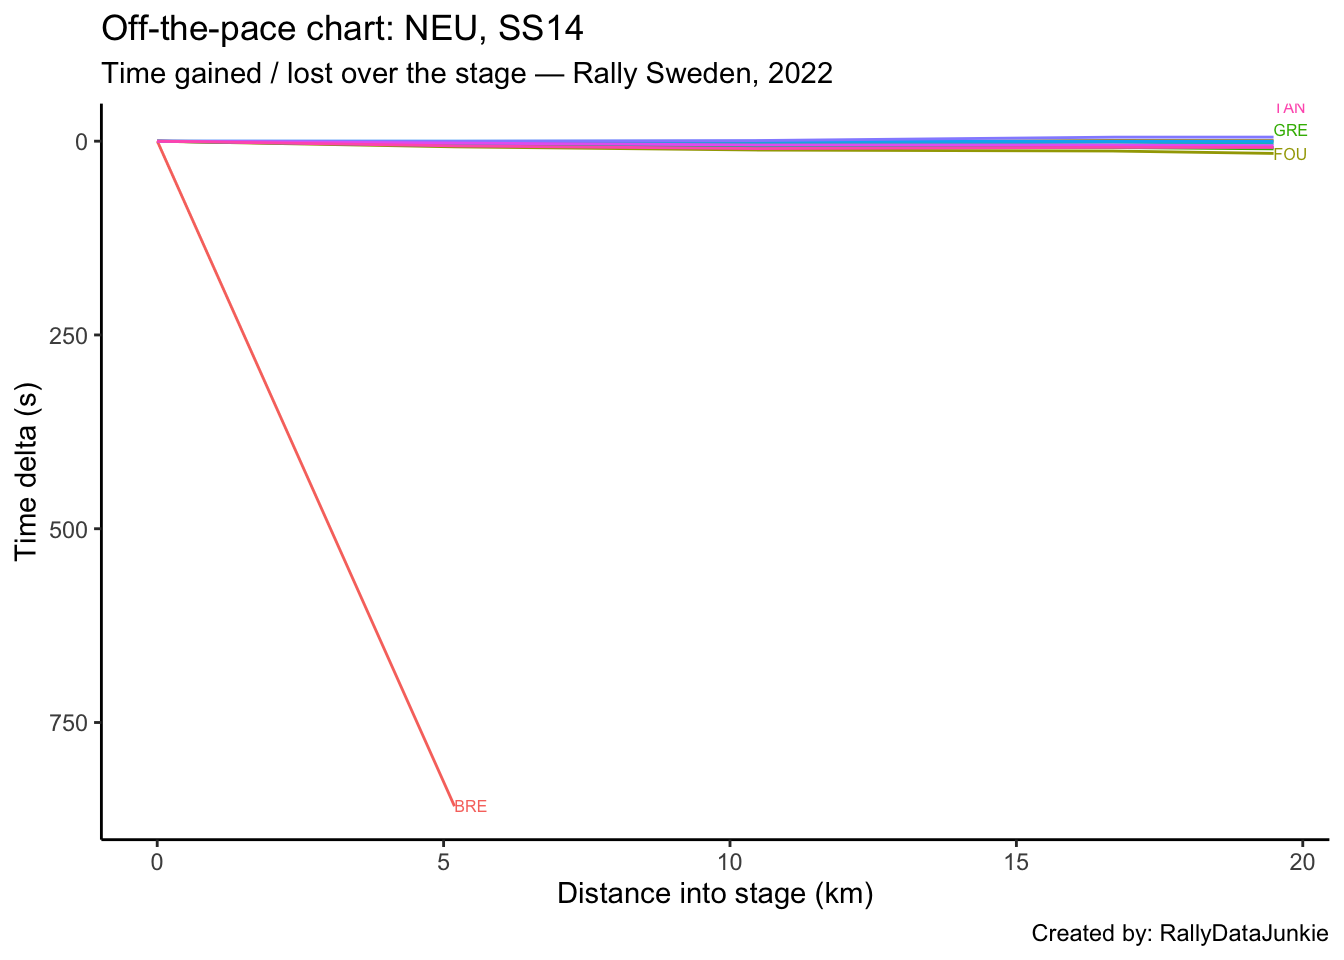 Off-the-pace chart: NEU, SS14
Time gained / lost over the stage — Rally Sweden, 2022
TAN
0
GRE
FOU
250
Time delta (s)
500
750
BRE
0 5 10 15 20
Distance into stage (km)
Created by: RallyDataJunkie